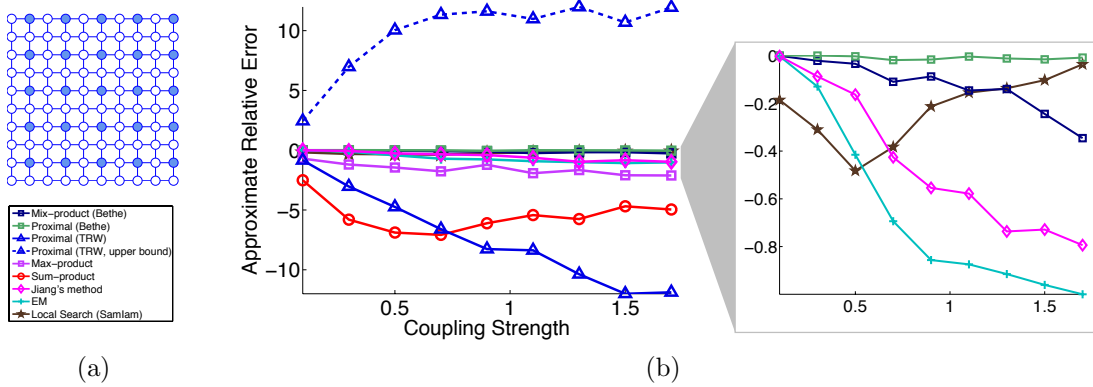 Mix−product (Bethe)
Proximal (Bethe)
Proximal (TRW)
Proximal (TRW, upper bound)
Max−product
Sum−product
Jiang's method
EM
Local Search (SamIam)
(a)
Approximate Relative Error
10
5
0
−5
−10
0.5
1
1.5
Coupling Strength
0
−0.2
−0.4
−0.6
−0.8
0.5
1
1.5
(b)